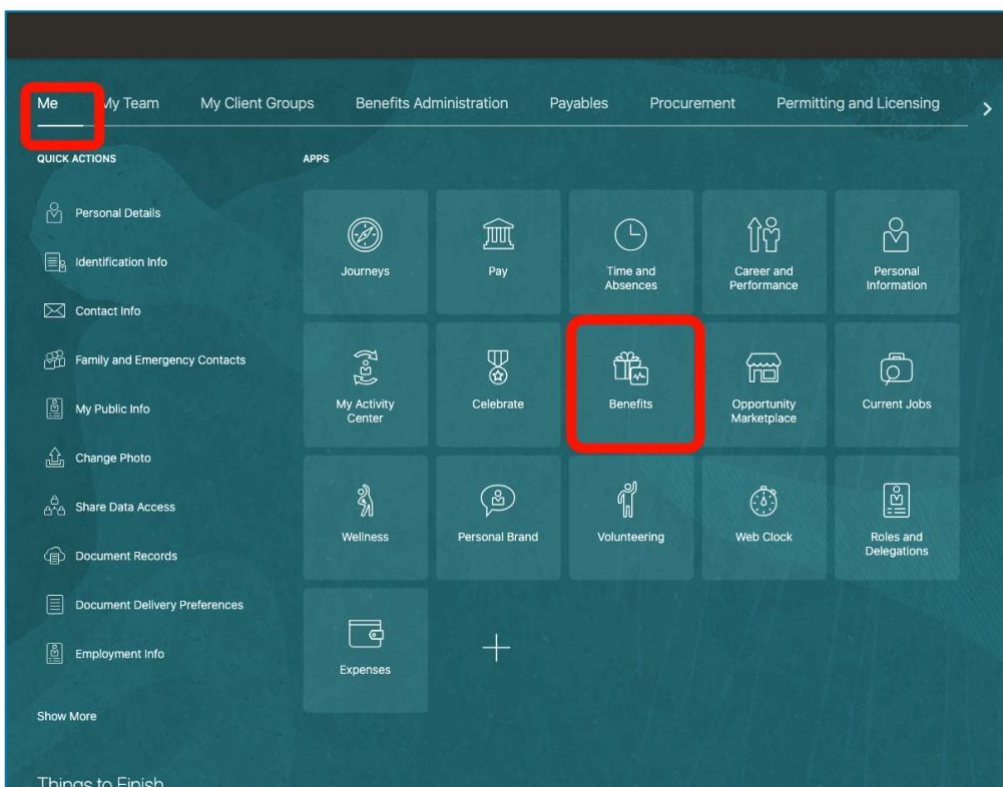 Me My Team My Client Groups Benefits Administration Payables Procurement Permitting and Licensing
QUICK ACTIONS
Personal Details
Identification Info
Contact Info
Family and Emergency Contacts
My Public Info
Change Photo
Share Data Access
Document Records
Document Delivery Preferences
Employment Info
Show More
Things to Finish
APPS
Journeys
Pay
Time and
Absences
Career and
Performance
Personal
Information
My Activity
Center
Celebrate
Benefits
Opportunity
Marketplace
Current Jobs
Wellness
Personal Brand
Volunteering
Web Clock
Roles and
Delegations
Expenses